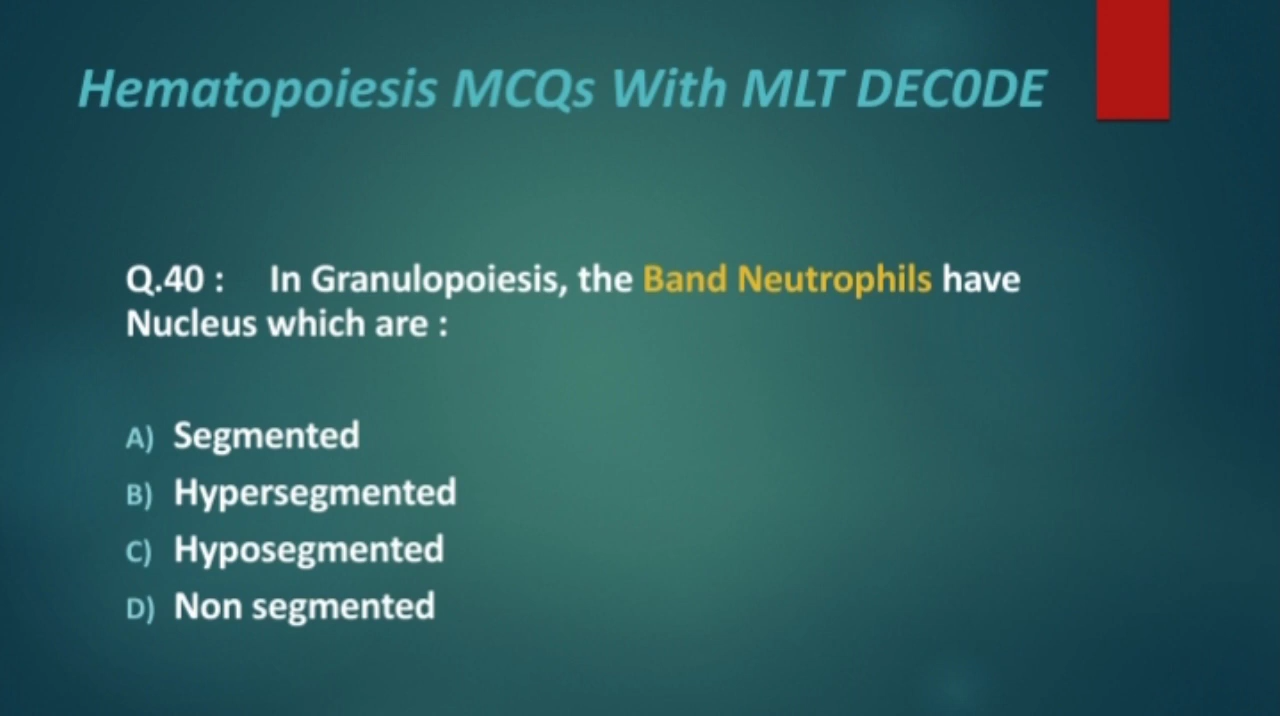 Hematopoiesis MCQs With MLT DEC0DE
Q.40 : In Granulopoiesis, the Band Neutrophils have
Nucleus which are :
A) Segmented
B) Hypersegmented
C) Hyposegmented
D) Non segmented